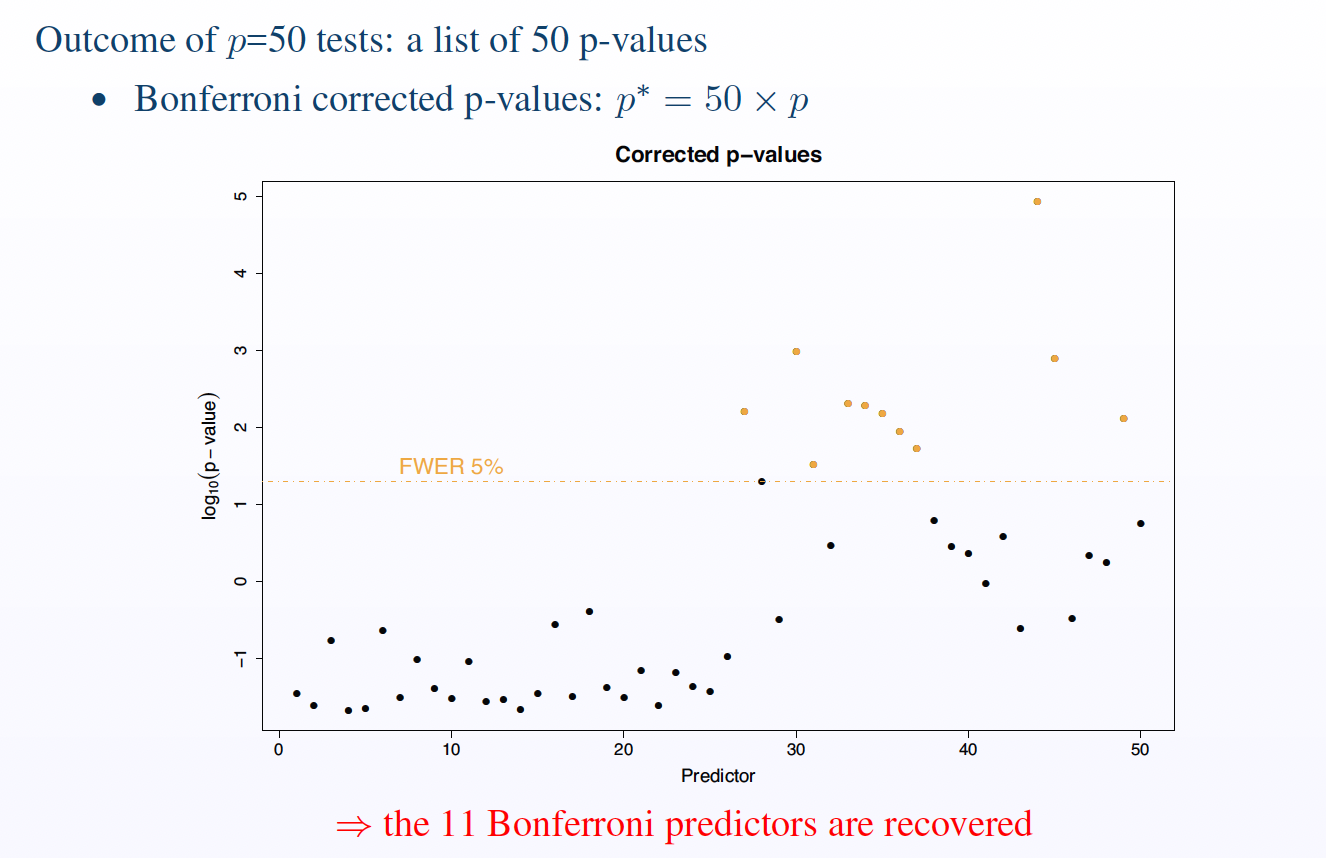 Outcome of p=50 tests: a list of 50 p-values
• Bonferroni corrected p-values: p* = 50 × p
Corrected p−values
5
4
3
2
1
0
−1
log₁₀(p − value)
FWER 5%
0 10 20 30 40 50
Predictor
⇒ the 11 Bonferroni predictors are recovered